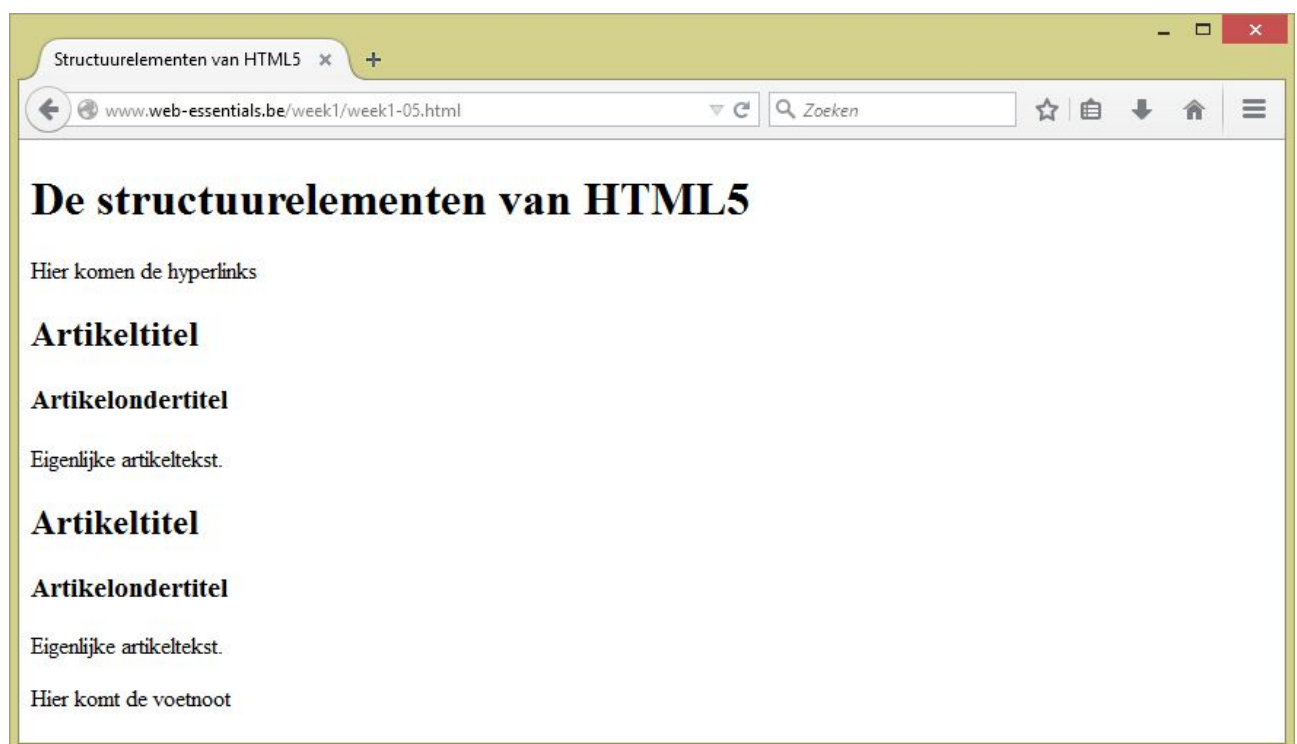 Structuurelementen van HTML5
www.web-essentials.be/week1/week1-05.html
Zoeken
De structuurelementen van HTML5
Hier komen de hyperlinks
Artikeltitel
Artikelondertitel
Eigenlijke artikeltekst.
Artikeltitel
Artikelondertitel
Eigenlijke artikeltekst.
Hier komt de voetnoot